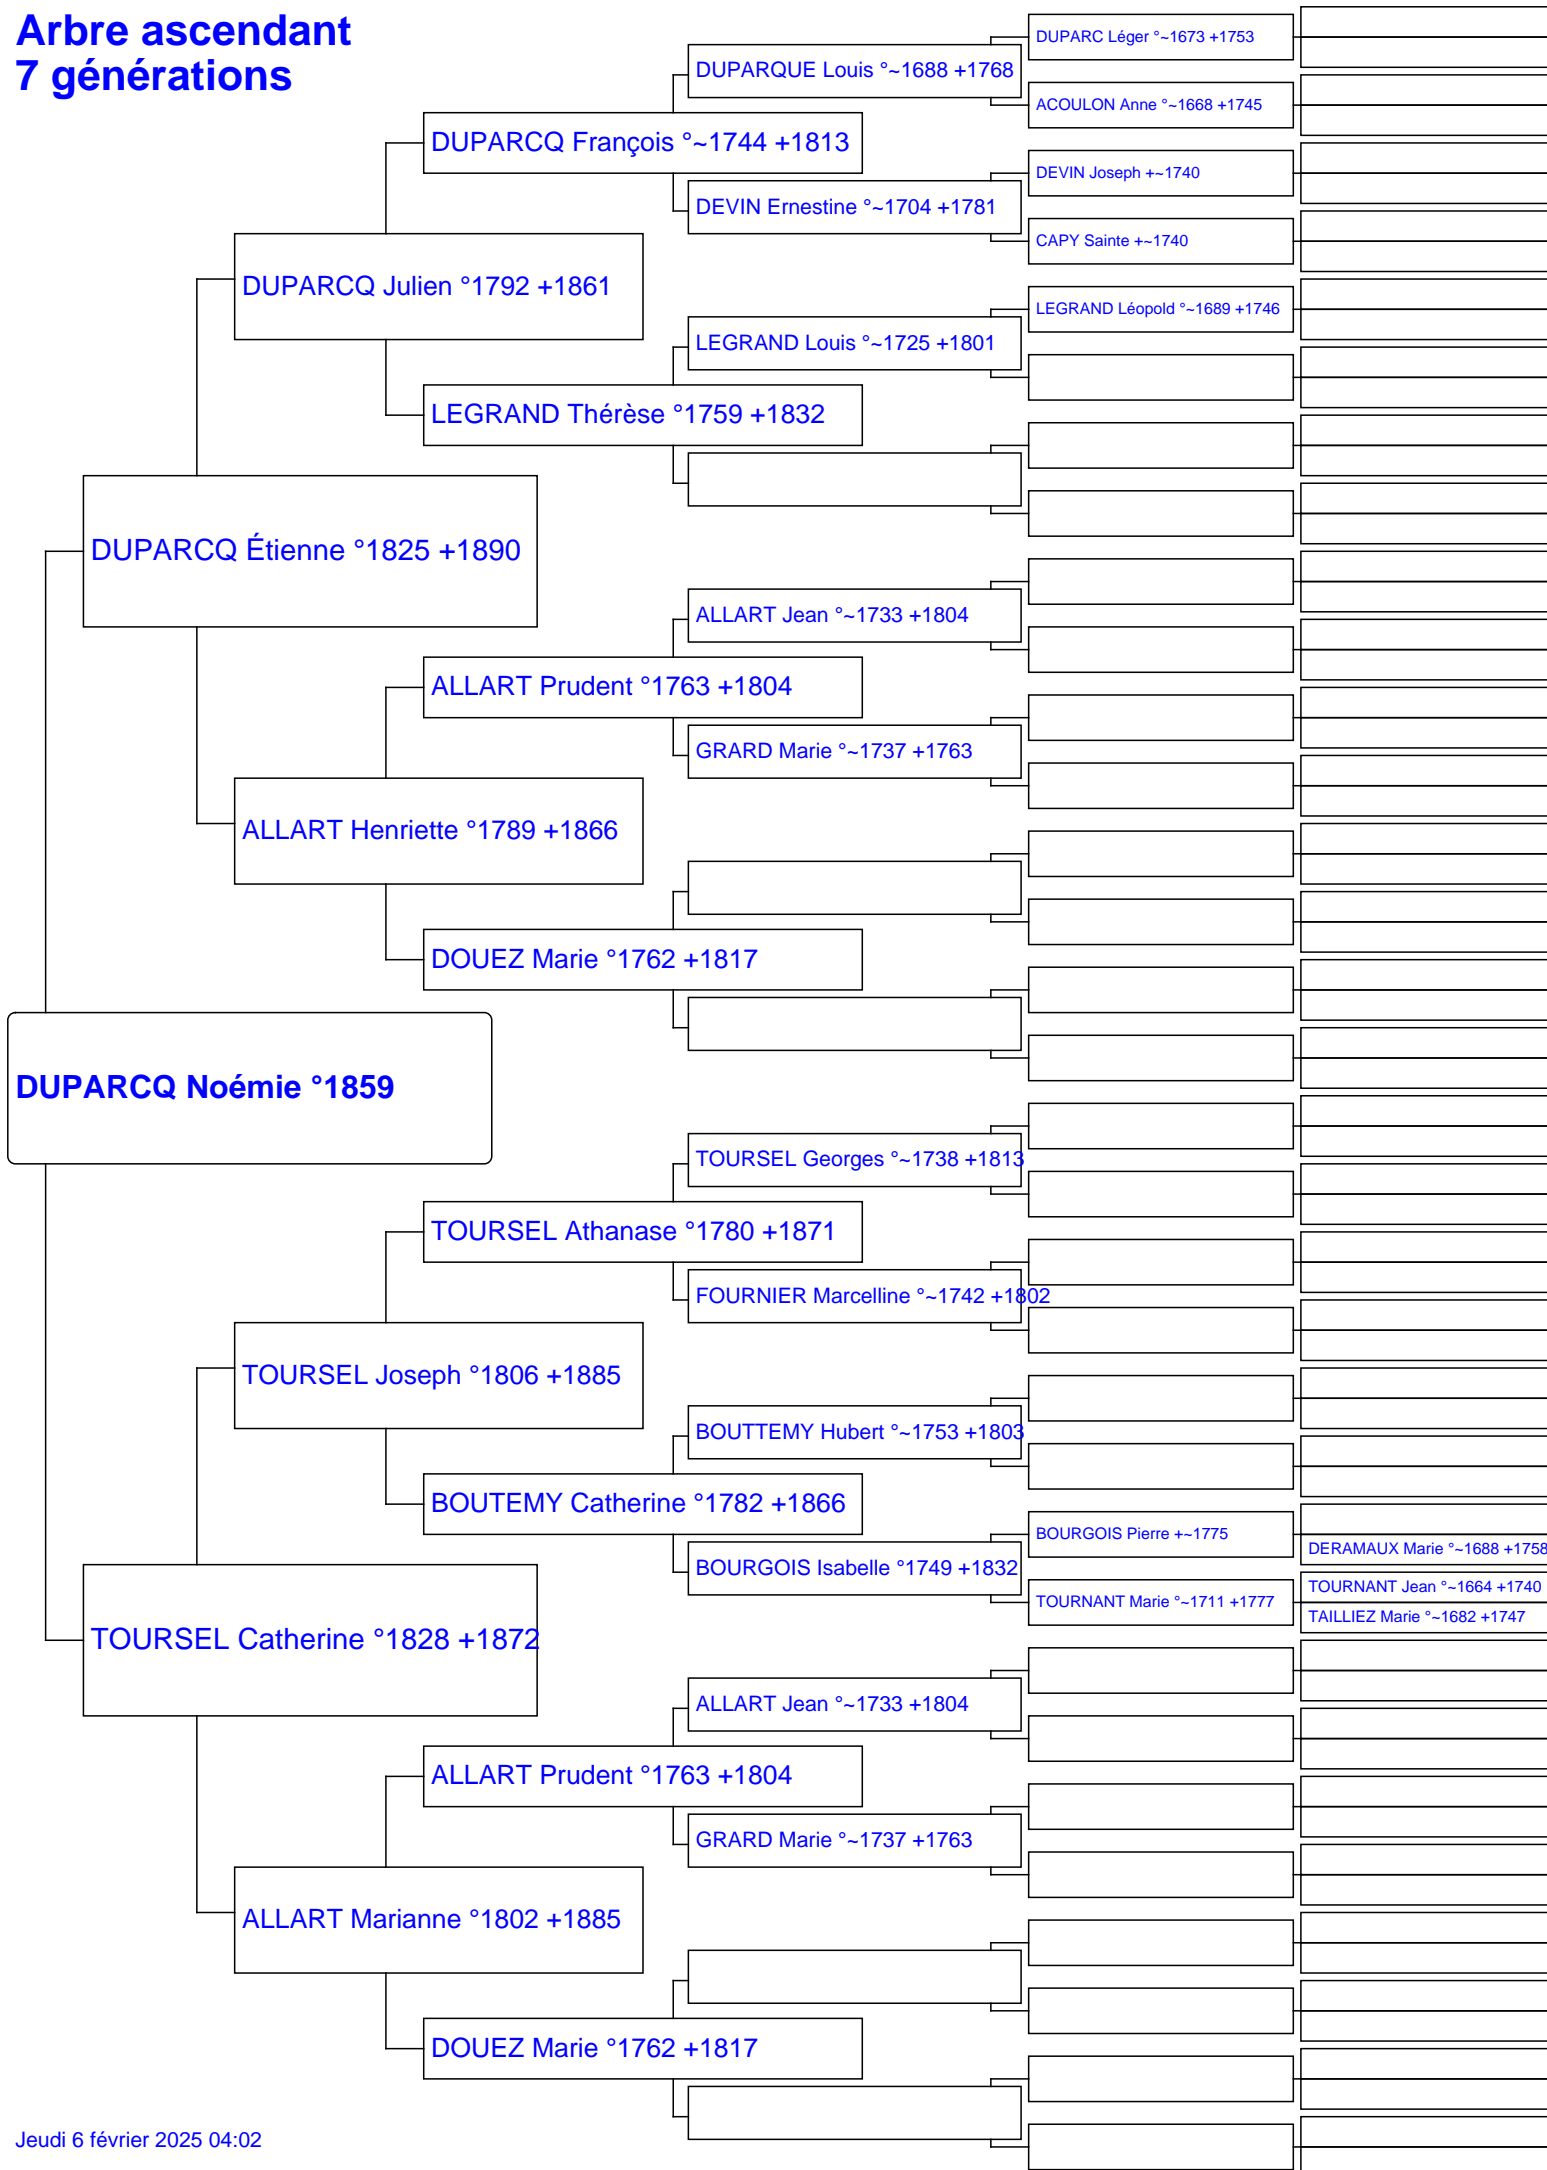 Arbre ascendant
7 générations
DUPARC Léger °~1673 +1753
DUPARQUE Louis °~1688 +1768
ACOULON Anne °~1668 +1745
DUPARCQ François °~1744 +1813
DEVIN Joseph +~1740
DEVIN Ernestine °~1704 +1781
CAPY Sainte +~1740
DUPARCQ Julien °1792 +1861
LEGRAND Léopold °~1689 +1746
LEGRAND Louis °~1725 +1801
LEGRAND Thérèse °1759 +1832
DUPARCQ Étienne °1825 +1890
ALLART Jean °~1733 +1804
ALLART Prudent °1763 +1804
GRARD Marie °~1737 +1763
ALLART Henriette °1789 +1866
DOUEZ Marie °1762 +1817
DUPARCQ Noémie °1859
TOURSEL Georges °~1738 +1813
TOURSEL Athanase °1780 +1871
FOURNIER Marcelline °~1742 +1802
TOURSEL Joseph °1806 +1885
BOUTTEMY Hubert °~1753 +1803
BOUTEMY Catherine °1782 +1866
BOURGOIS Pierre +~1775
DERAMAUX Marie °~1688 +1758
BOURGOIS Isabelle °1749 +1832
TOURNANT Jean °~1664 +1740
TOURNANT Marie °~1711 +1777
TAILLIEZ Marie °~1682 +1747
TOURSEL Catherine °1828 +1872
ALLART Jean °~1733 +1804
ALLART Prudent °1763 +1804
GRARD Marie °~1737 +1763
ALLART Marianne °1802 +1885
DOUEZ Marie °1762 +1817
Jeudi 6 février 2025 04:02